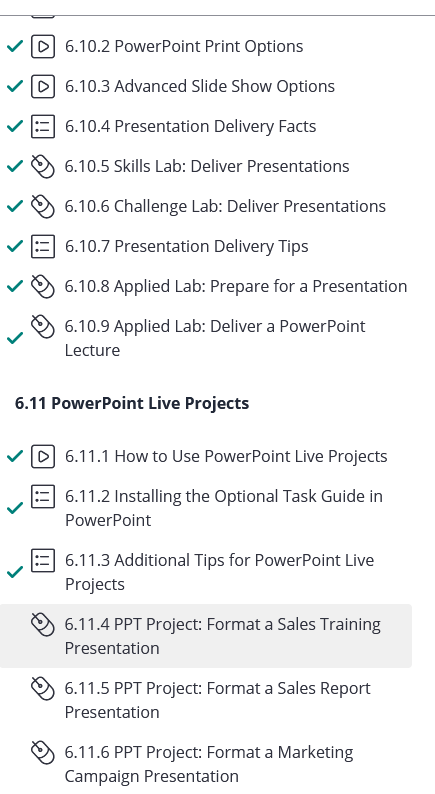 6.10.2 PowerPoint Print Options
6.10.3 Advanced Slide Show Options
6.10.4 Presentation Delivery Facts
6.10.5 Skills Lab: Deliver Presentations
6.10.6 Challenge Lab: Deliver Presentations
6.10.7 Presentation Delivery Tips
6.10.8 Applied Lab: Prepare for a Presentation
6.10.9 Applied Lab: Deliver a PowerPoint
Lecture
6.11 PowerPoint Live Projects
6.11.1 How to Use PowerPoint Live Projects
6.11.2 Installing the Optional Task Guide in
PowerPoint
6.11.3 Additional Tips for PowerPoint Live
Projects
6.11.4 PPT Project: Format a Sales Training
Presentation
6.11.5 PPT Project: Format a Sales Report
Presentation
6.11.6 PPT Project: Format a Marketing
Campaign Presentation